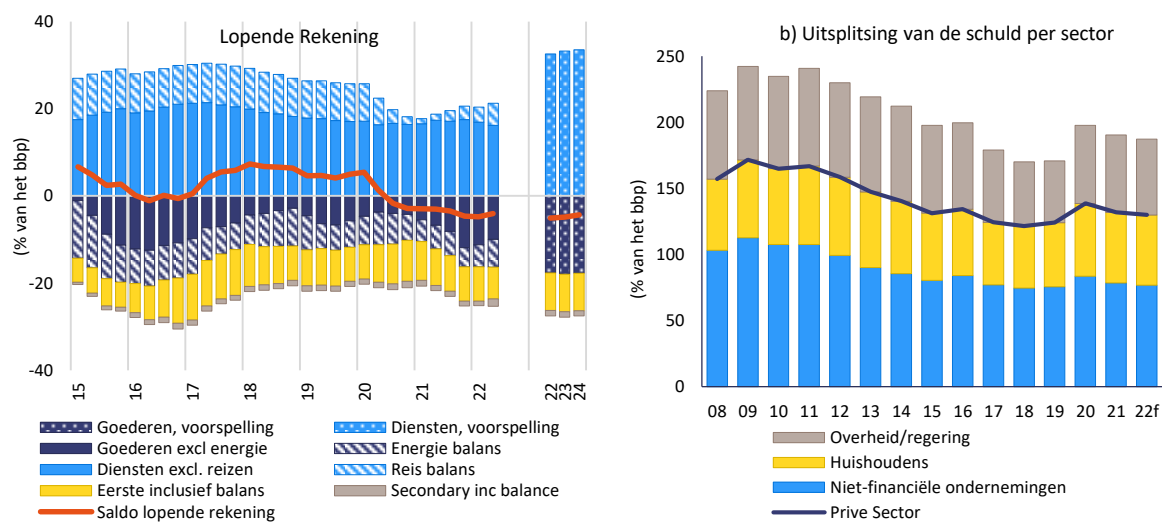 Lopende Rekening
(% van het bbp)
40
20
0
-20
-40
15
16
17
18
19
20
21
22
22
23
24
Goederen, voorspelling
Diensten, voorspelling
Goederen excl energie
Energie balans
Diensten excl. reizen
Reis balans
Eerste inclusief balans
Secondary inc balance
Saldo lopende rekening
b) Uitsplitsing van de schuld per sector
(% van het bbp)
250
200
150
100
50
0
08 09 10 11 12 13 14 15 16 17 18 19 20 21 22f
Overheid/regering
Huishoudens
Niet-financiële ondernemingen
Prive Sector